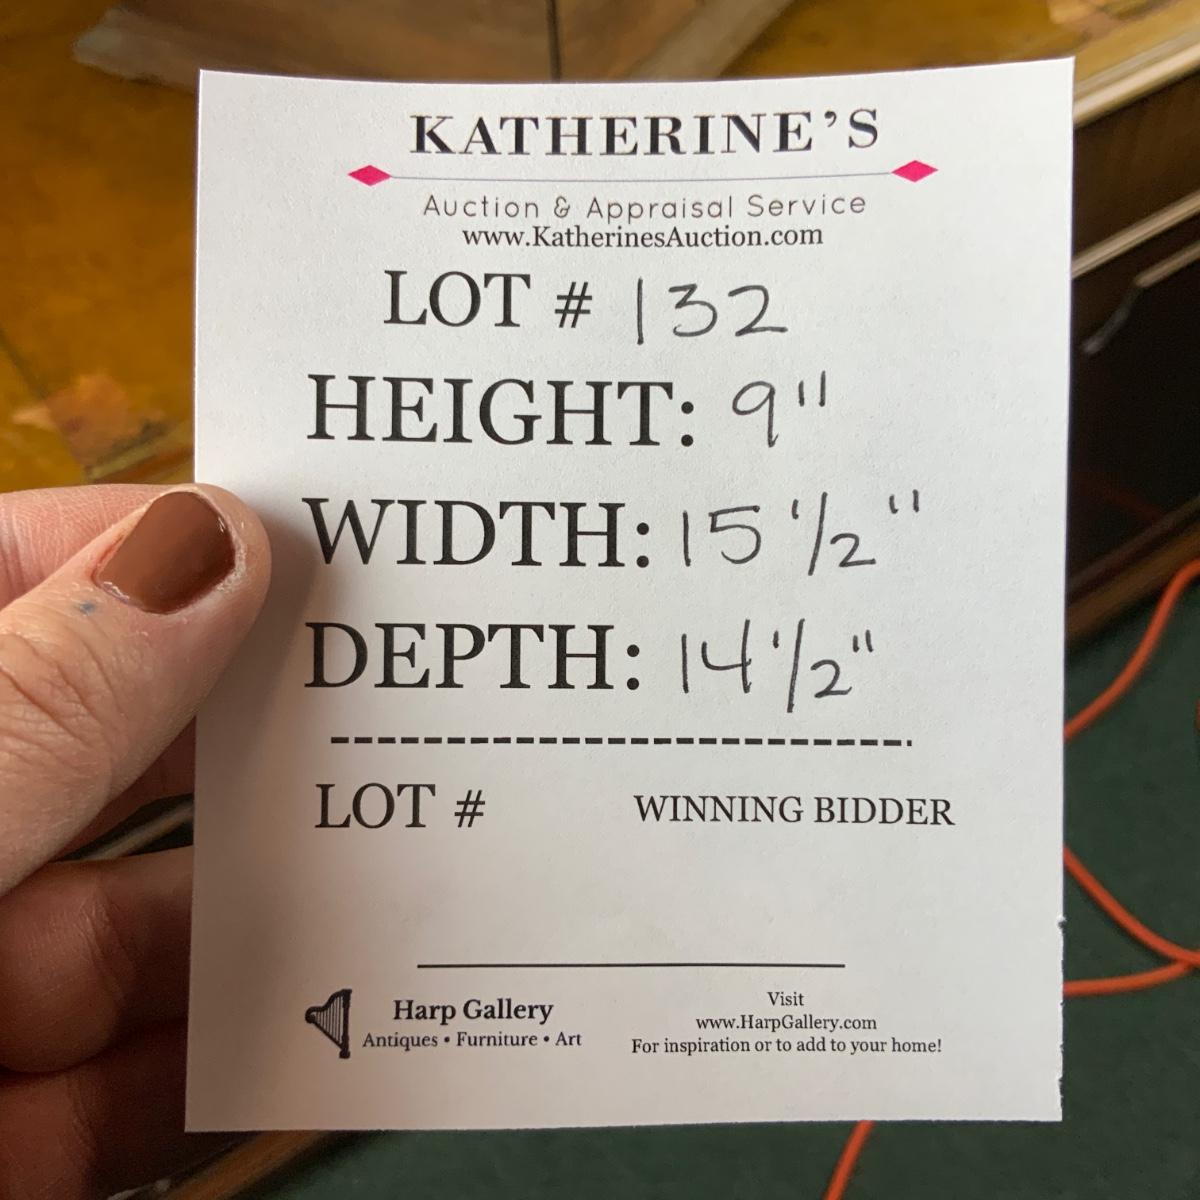 KATHERINE'S
Auction & Appraisal Service
www.KatherinesAuction.com
LOT # 132
HEIGHT: 9"
WIDTH: 15 1/2"
DEPTH: 14 1/2"
LOT # WINNING BIDDER
Harp Gallery
Antiques • Furniture • Art
Visit
www.HarpGallery.com
For inspiration or to add to your home!